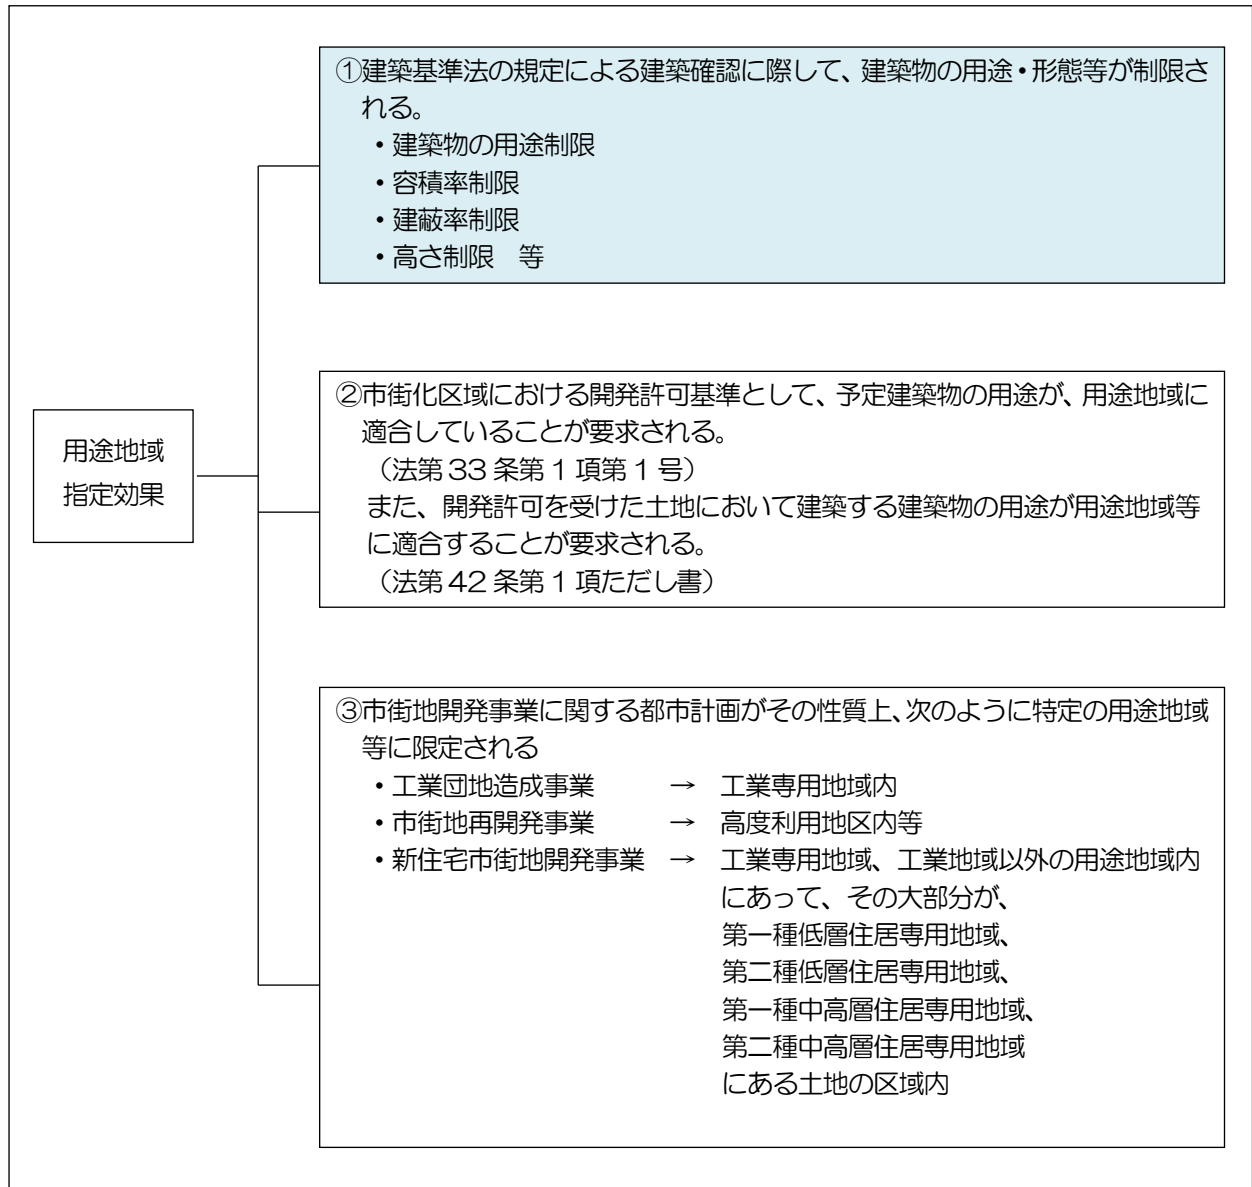 用途地域
指定効果
①建築基準法の規定による建築確認に際して、建築物の用途・形態等が制限さ
れる。
・建築物の用途制限
・容積率制限
・建蔽率制限
・高さ制限　等
②市街化区域における開発許可基準として、予定建築物の用途が、用途地域に
適合していることが要求される。
（法第33条第1項第1号）
また、開発許可を受けた土地において建築する建築物の用途が用途地域等
に適合することが要求される。
（法第42条第1項ただし書）
③市街地開発事業に関する都市計画がその性質上、次のように特定の用途地域
等に限定される
・工業団地造成事業　→　工業専用地域内
・市街地再開発事業　→　高度利用地区内等
・新住宅市街地開発事業　→　工業専用地域、工業地域以外の用途地域内
にあって、その大部分が、
第一種低層住居専用地域、
第二種低層住居専用地域、
第一種中高層住居専用地域、
第二種中高層住居専用地域
にある土地の区域内